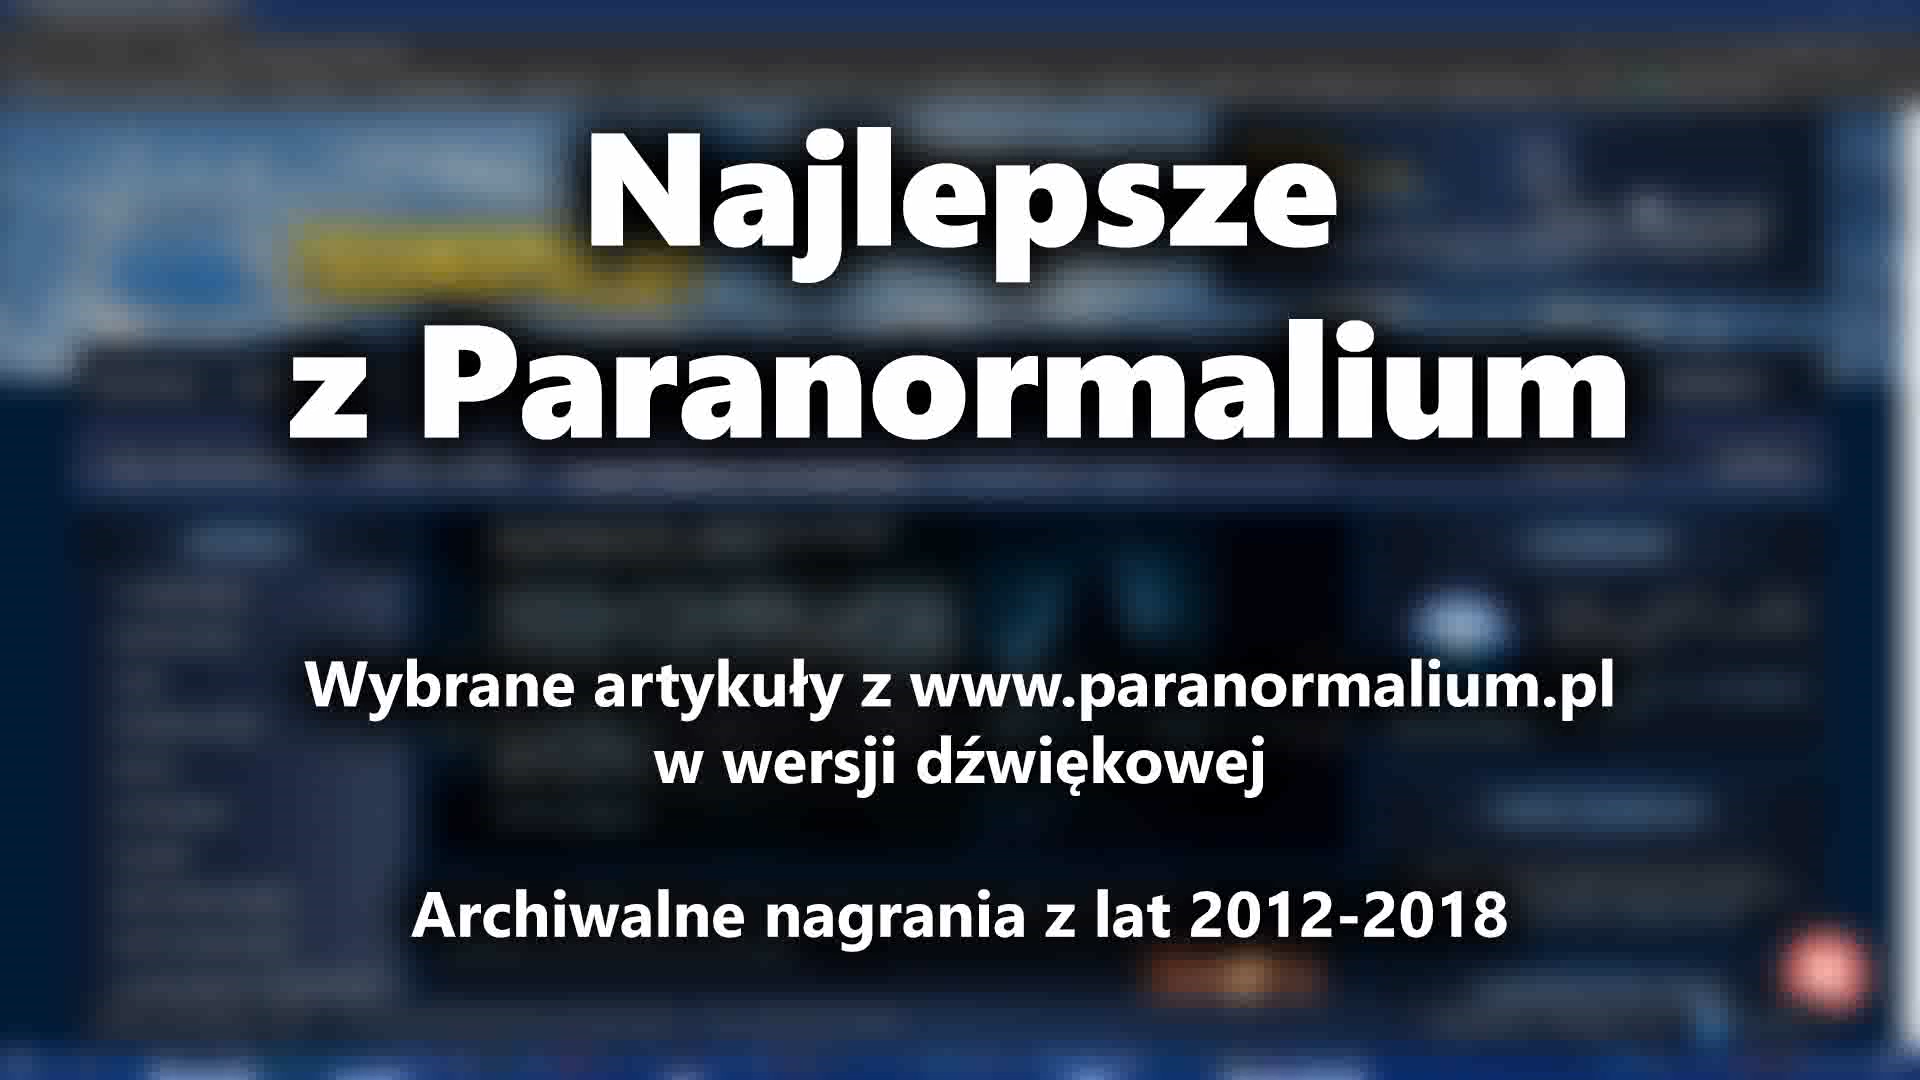 Najlepsze
z Paranormalium
Wybrane artykuły z www.paranormalium.pl
w wersji dźwiękowej
Archiwalne nagrania z lat 2012-2018